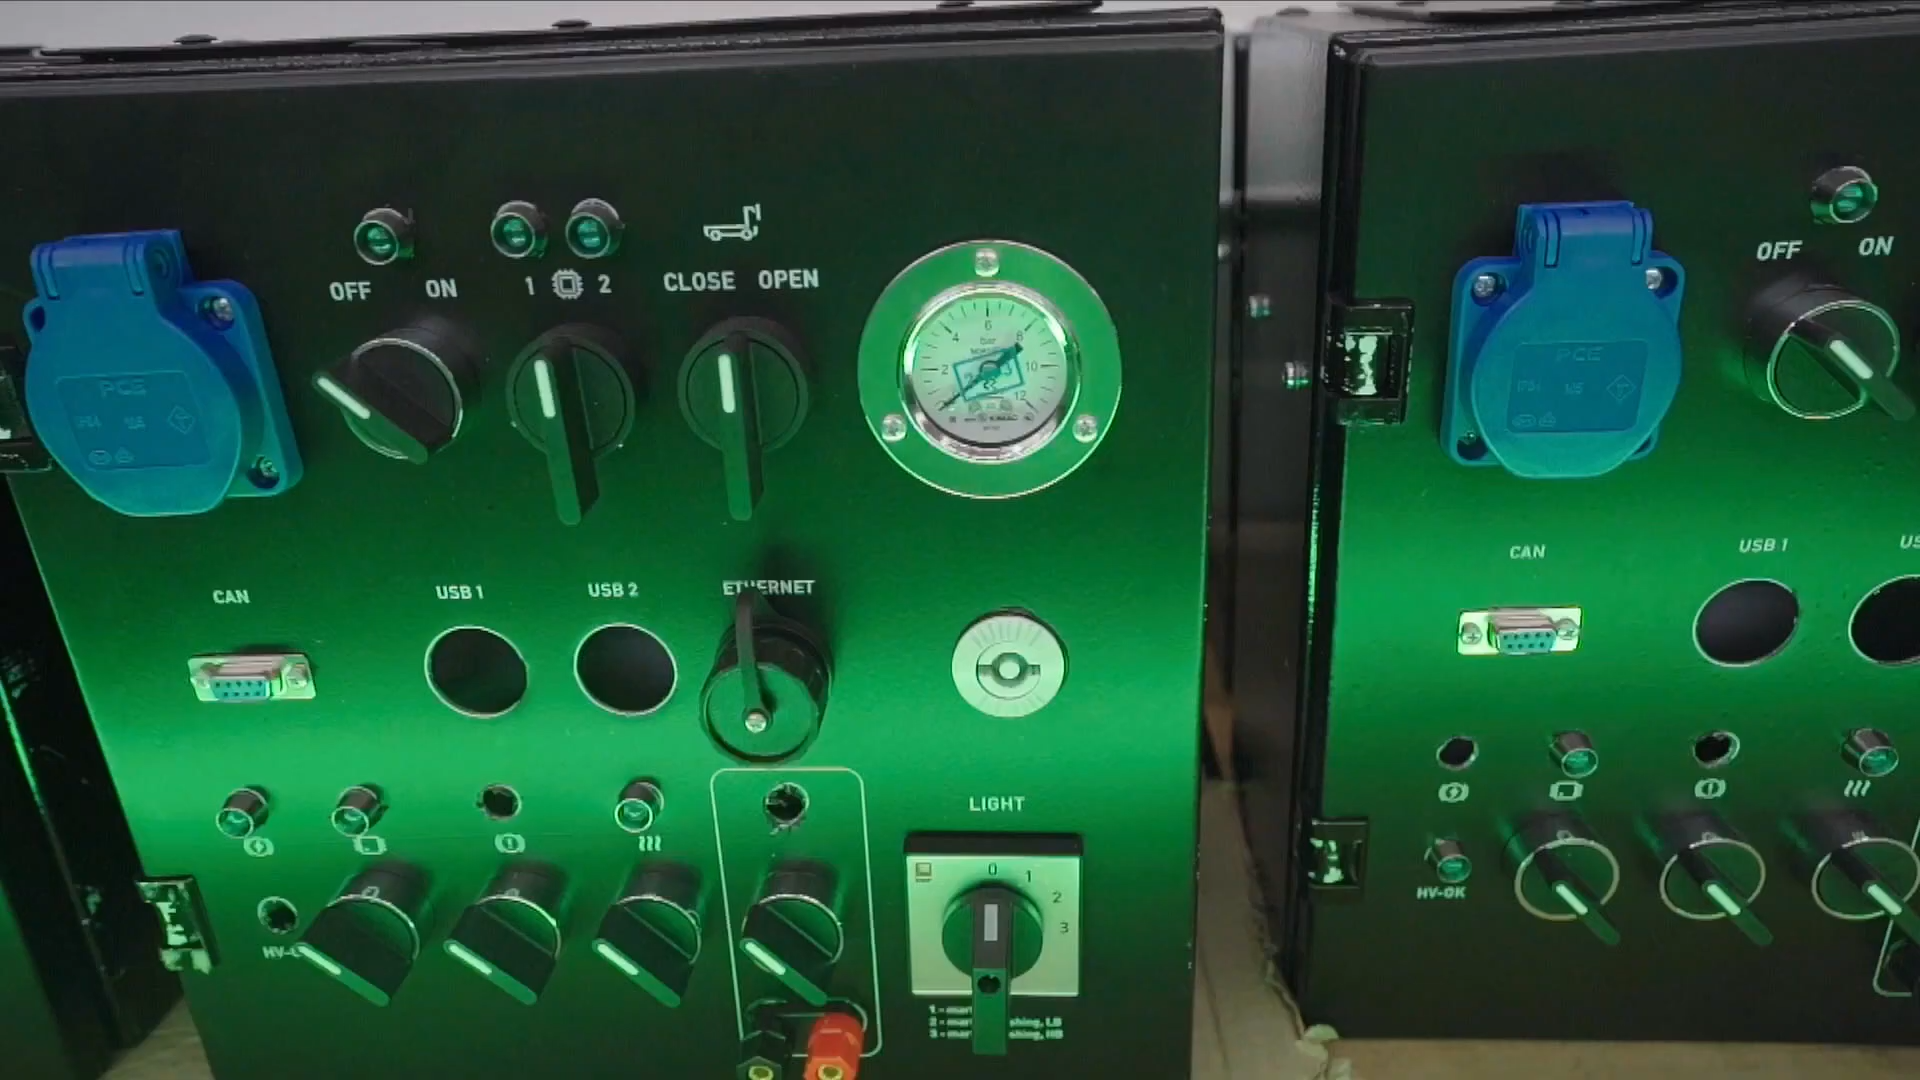 OFF ON
1 2
CLOSE OPEN
PCE
6
4 8
bar
2 10
12
CAN
USB 1
USB 2
ETHERNET
LIGHT
0
1
2
3
OFF ON
PCE
CAN
USB 1
HV-OK